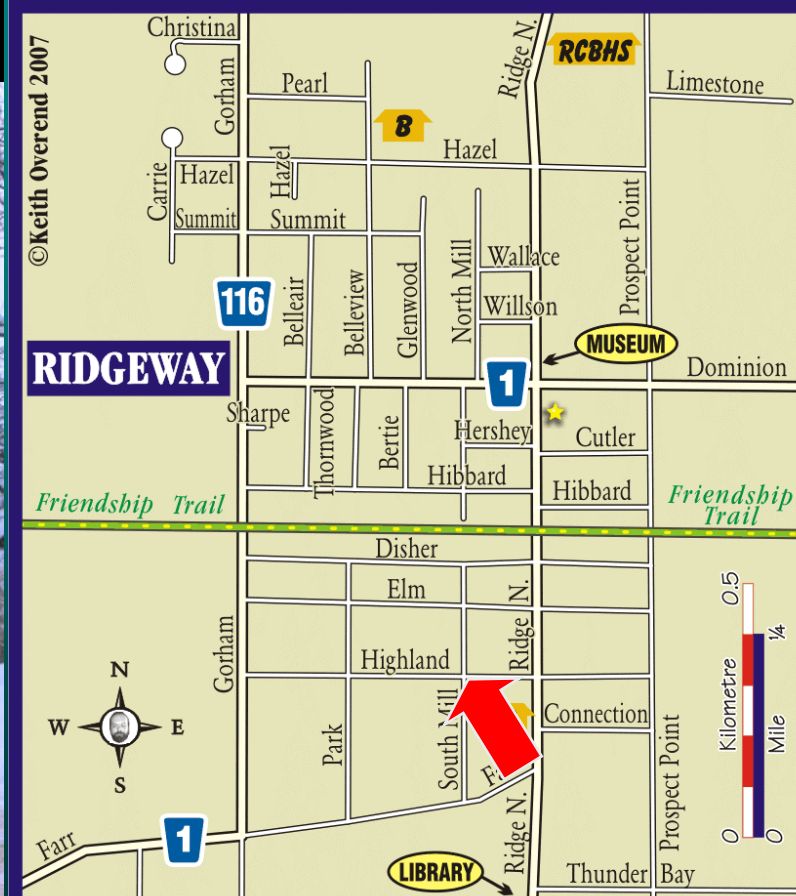 Christina
Ridge N.
RCBHS
©Keith Overend 2007
Gorham
Pearl
Limestone
B
Hazel
Hazel
Hazel
Carrie
Summit
Summit
Prospect Point
Wallace
116
Belleair
Belleview
Glenwood
North Mill
Willson
MUSEUM
RIDGEWAY
1
Dominion
Sharpe
Thornwood
Bertie
Hershey
Cutler
Hibbard
Hibbard
Friendship Trail
Friendship
Trail
Disher
Elm
Ridge N.
0.5
1/4
Gorham
Highland
N
W E
S
Park
South Mill
Connection
Prospect Point
Kilometre
Mile
0
0
Farr
1
Ridge N.
LIBRARY
Thunder Bay